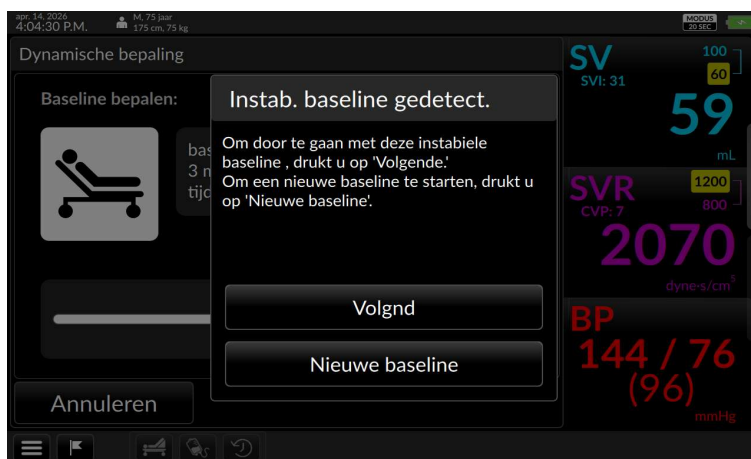 apr. 14, 2026
4:04:30 P.M.
M, 75 jaar
175 cm, 75 kg
MODUS
20 SEC
Dynamische bepaling
Baseline bepalen:
bas
3 n
tijd
Instab. baseline gedetect.
Om door te gaan met deze instabiele
baseline , drukt u op 'Volgende.'
Om een nieuwe baseline te starten, drukt u
op 'Nieuwe baseline'.
Volgnd
Nieuwe baseline
Annuleren
SV
SVI: 31
100
60
59
mL
SVR
CVP: 7
1200
800
2070
dyne-s/cm⁵
BP
144 / 76
(96)
mmHg